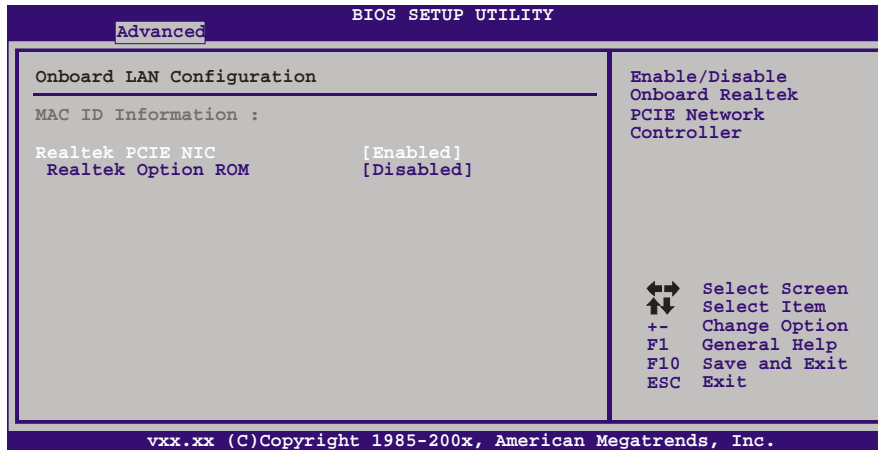 BIOS SETUP UTILITY
Advanced
Onboard LAN Configuration
MAC ID Information :
Realtek PCIE NIC [Enabled]
Realtek Option ROM [Disabled]
Enable/Disable
Onboard Realtek
PCIE Network
Controller
Select Screen
Select Item
+- Change Option
F1 General Help
F10 Save and Exit
ESC Exit
vxx.xx (C)Copyright 1985-200x, American Megatrends, Inc.